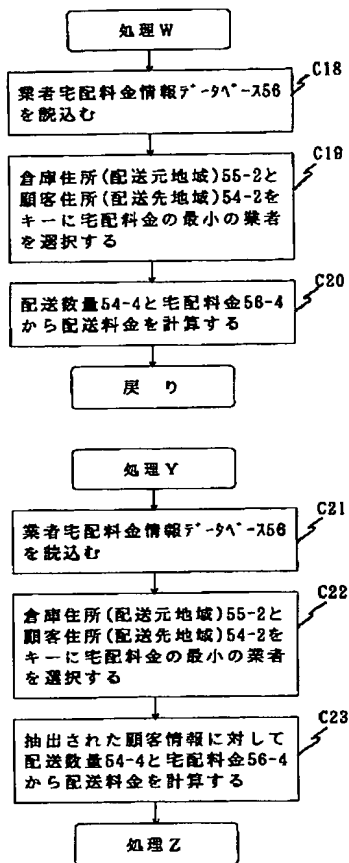 処理W
C18
業者宅配料金情報データベース56
を読込む
C19
倉庫住所(配送元地域)55-2と
顧客住所(配送先地域)54-2を
キーに宅配料金の最小の業者
を選択する
C20
配送数量54-4と宅配料金56-4
から配送料金を計算する
戻り
処理Y
C21
業者宅配料金情報データベース56
を読込む
C22
倉庫住所(配送元地域)55-2と
顧客住所(配送先地域)54-2を
キーに宅配料金の最小の業者
を選択する
C23
抽出された顧客情報に対して
配送数量54-4と宅配料金56-4
から配送料金を計算する
処理Z